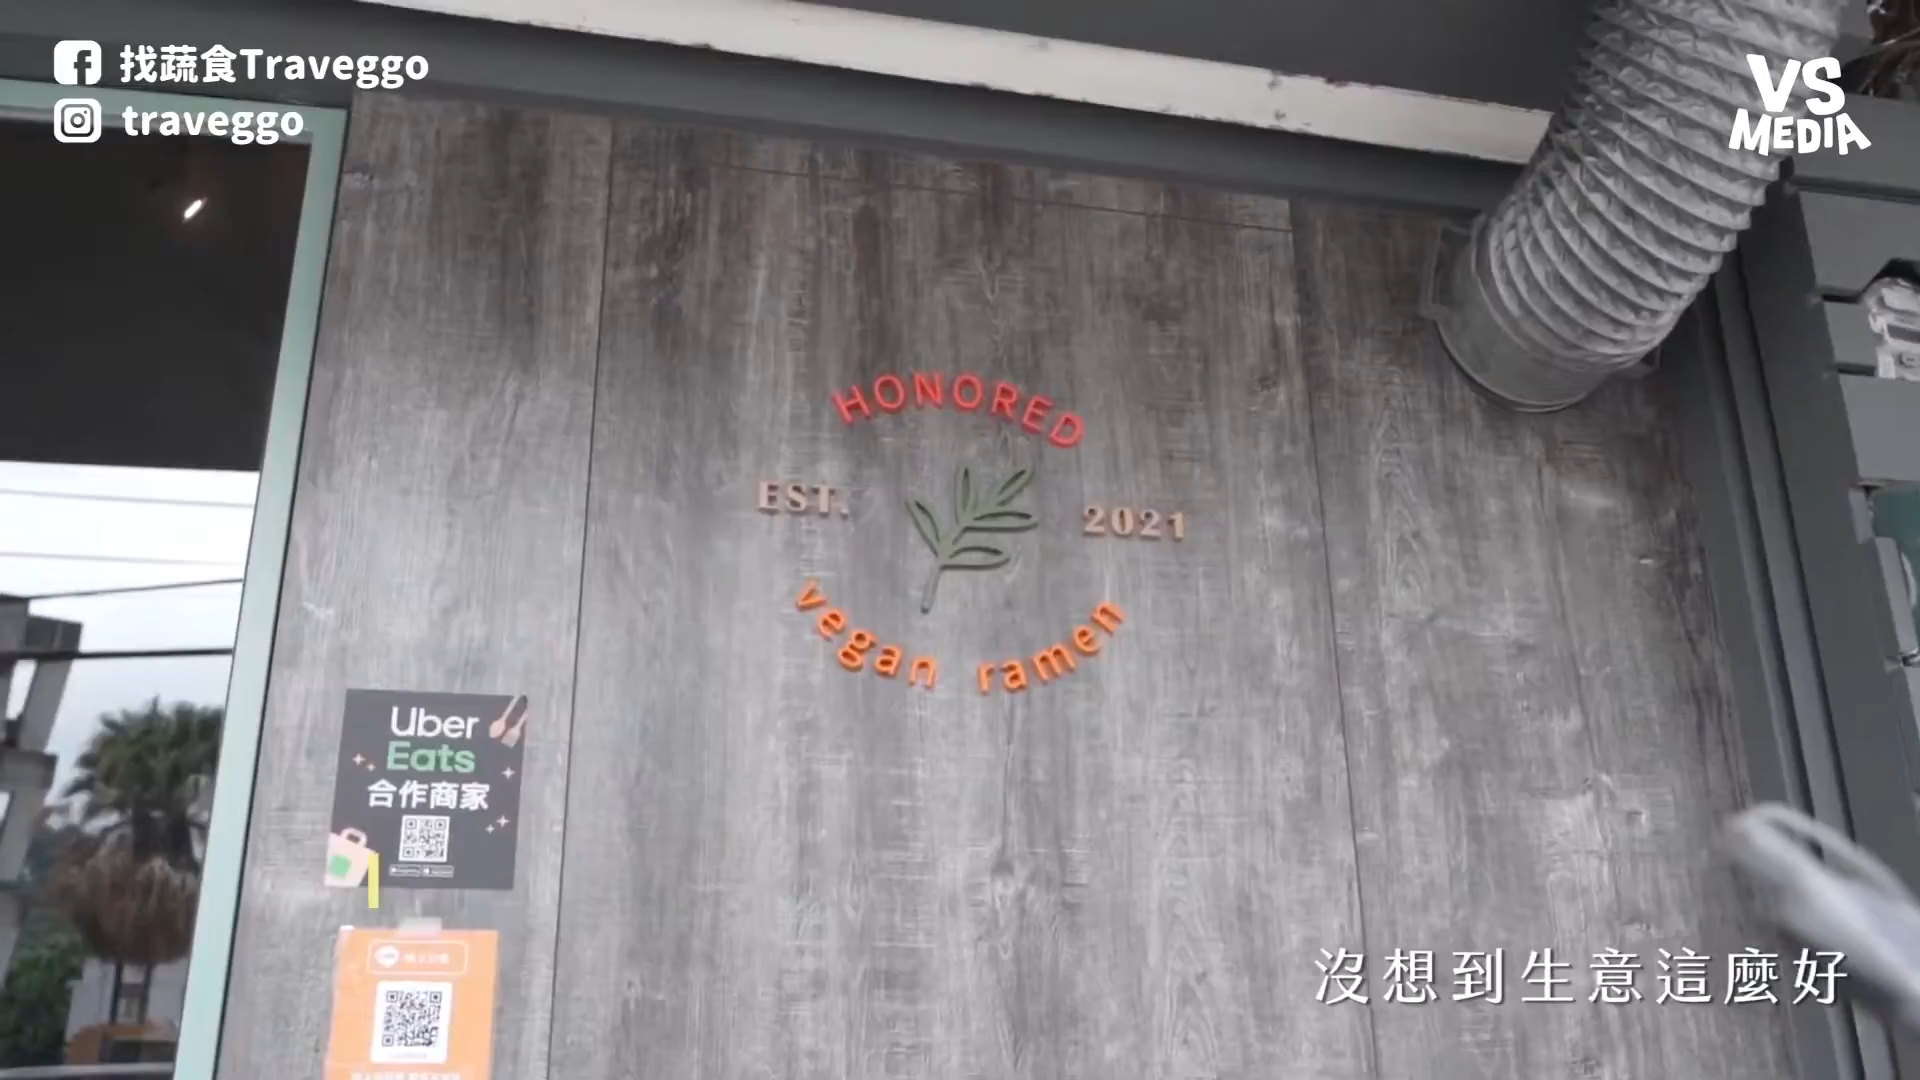 找蔬食Traveggo
traveggo
VS
MEDIA
HONORED
EST.
2021
vegan ramen
Uber
Eats
合作商家
沒想到生意這麼好